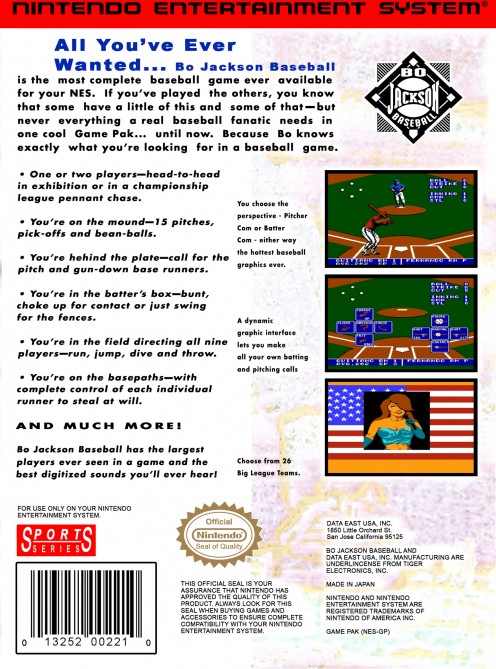 NINTENDO ENTERTAINMENT SYSTEM®
All You've Ever
Wanted... Bo Jackson Baseball
is the most complete baseball game ever available
for your NES. If you've played the others, you know
that some have a little of this and some of that—but
never everything a real baseball fanatic needs in
one cool Game Pak... until now. Because Bo knows
exactly what you're looking for in a baseball game.
BO
JACKSON
BASEBALL
• One or two players—head-to-head
in exhibition or in a championship
league pennant chase.
• You're on the mound—15 pitches,
pick-offs and bean-balls.
• You're hehind the plate—call for the
pitch and gun-down base runners.
• You're in the batter's box—bunt,
choke up for contact or just swing
for the fences.
• You're in the field directing all nine
players—run, jump, dive and throw.
• You're on the basepaths—with
complete control of each individual
runner to steal at will.
AND MUCH MORE!
Bo Jackson Baseball has the largest
players ever seen in a game and the
best digitized sounds you'll ever hear!
You choose the
perspective - Pitcher
Com or Batter
Com - either way
the hottest baseball
graphics ever.
BALL
STRIKE
OUT
INNING
COM
STL
A dynamic
graphic interface
lets you make
all your own batting
and pitching calls
BALL
STRIKE
OUT
INNING
COM
STL
Choose from 26
Big League Teams.
FOR USE ONLY ON YOUR NINTENDO
ENTERTAINMENT SYSTEM.
SPORTS
SERIES
0 13252 00221 0
Official
Nintendo
Seal of Quality
THIS OFFICIAL SEAL IS YOUR
ASSURANCE THAT NINTENDO HAS
APPROVED THE QUALITY OF THIS
PRODUCT. ALWAYS LOOK FOR THIS
SEAL WHEN BUYING GAMES AND
ACCESSORIES TO ENSURE COMPLETE
COMPATIBILITY WITH YOUR NINTENDO
ENTERTAINMENT SYSTEM.
DATA EAST USA, INC.
1850 Little Orchard St.
San Jose California 95125
BO JACKSON BASEBALL AND
DATA EAST USA, INC. MANUFACTURING ARE
UNDERLINCENSE FROM TIGER
ELECTRONICS, INC.
MADE IN JAPAN
NINTENDO AND NINTENDO
ENTERTAINMENT SYSTEM ARE
REGISTERED TRADEMARKS OF
NINTENDO OF AMERICA INC.
GAME PAK (NES-GP)